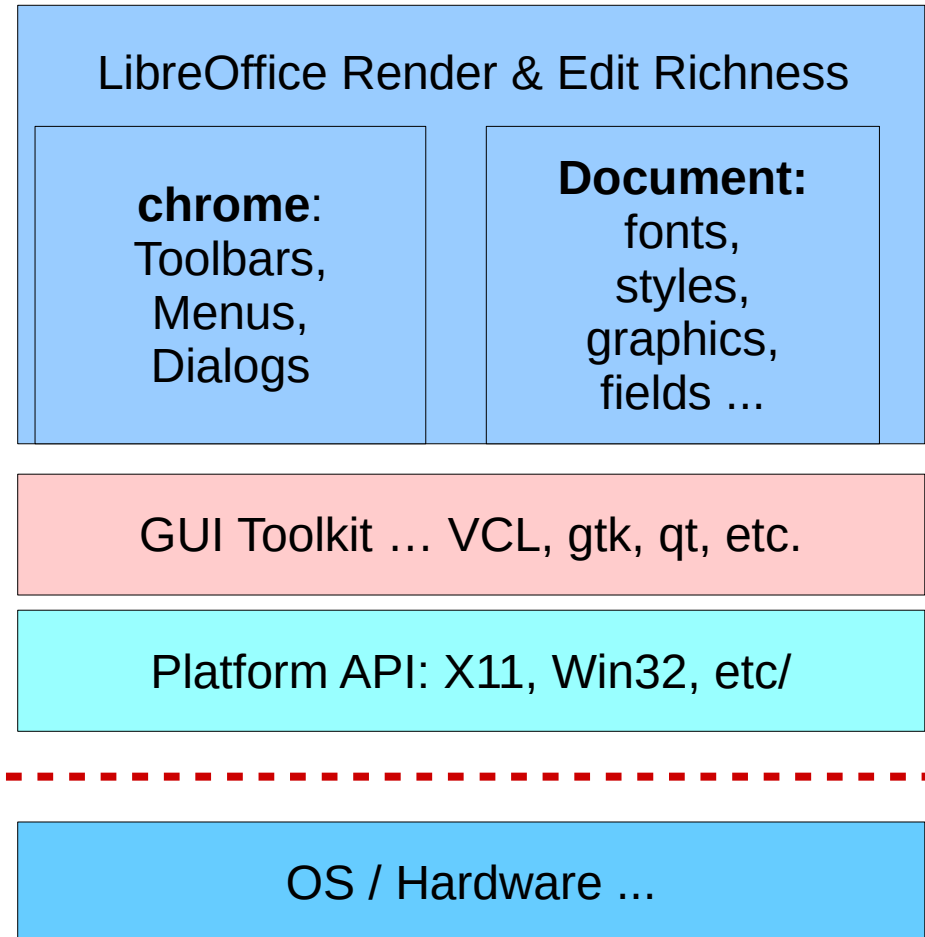 LibreOffice Render & Edit Richness
chrome:
Toolbars,
Menus,
Dialogs
Document:
fonts,
styles,
graphics,
fields ...
GUI Toolkit … VCL, gtk, qt, etc.
Platform API: X11, Win32, etc/
OS / Hardware ...